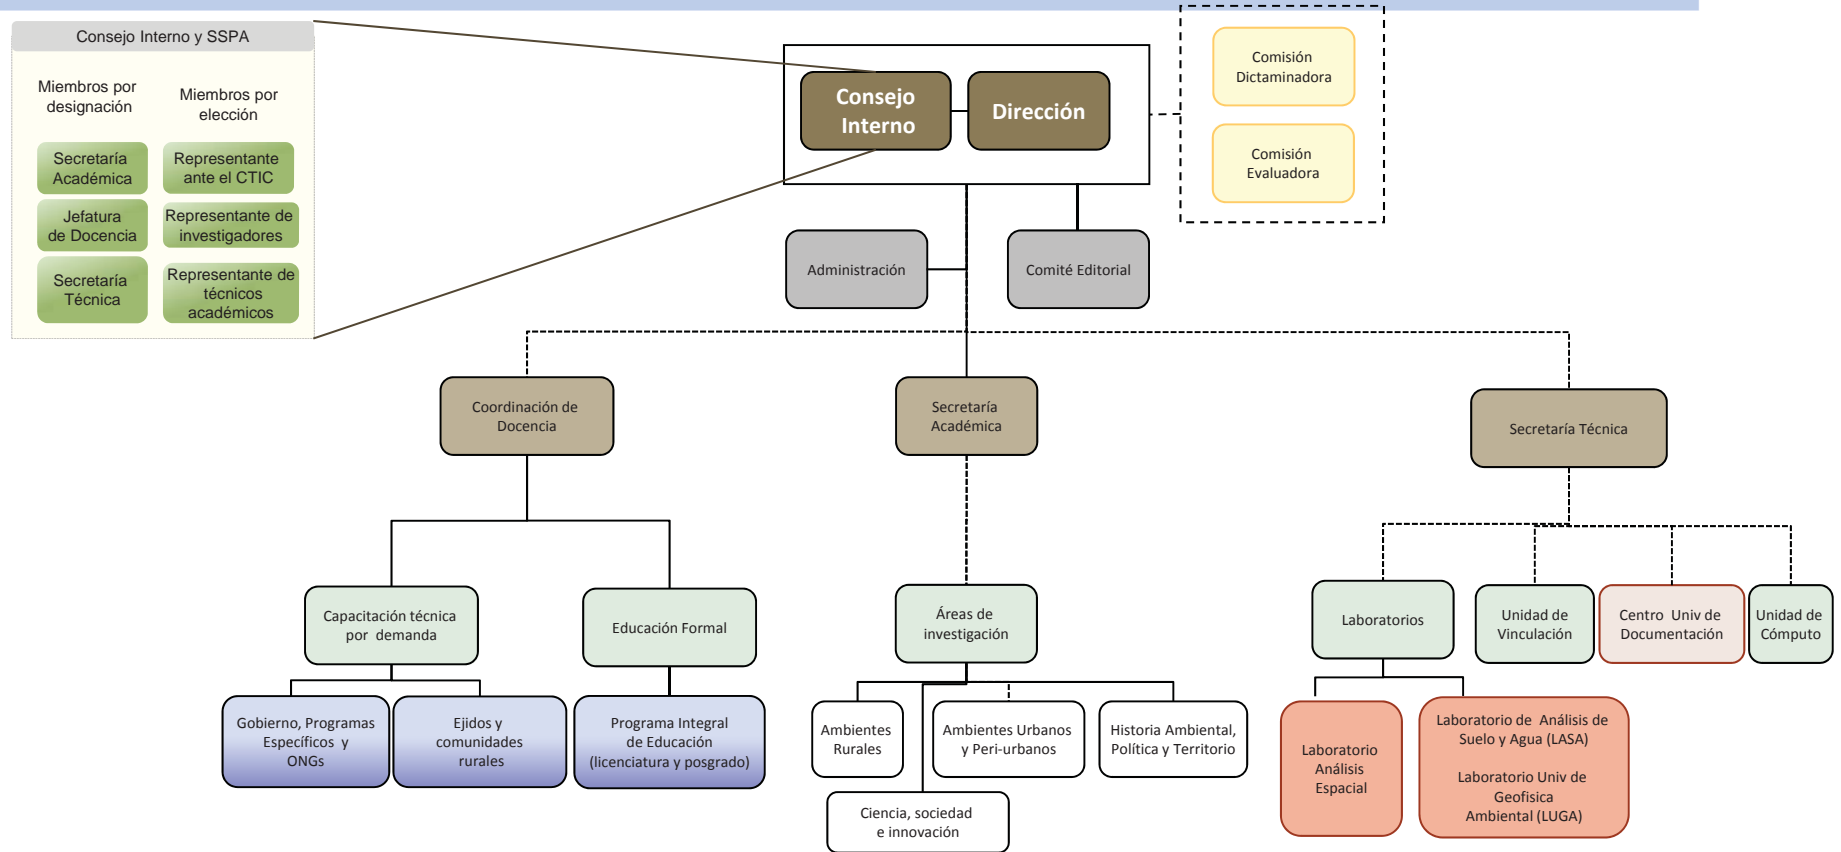 Consejo Interno y SSPA
Miembros por
designación
Miembros por
elección
Secretaría
Académica
Representante
ante el CTIC
Jefatura
de Docencia
Representante de
investigadores
Secretaría
Técnica
Representante de
técnicos
académicos
Consejo
Interno
Dirección
Comisión
Dictaminadora
Comisión
Evaluadora
Administración
Comité Editorial
Coordinación de
Docencia
Secretaría
Académica
Secretaría Técnica
Capacitación técnica
por demanda
Educación Formal
Áreas de
investigación
Laboratorios
Unidad de
Vinculación
Centro Univ de
Documentación
Unidad de
Cómputo
Gobierno, Programas
Específicos y
ONGs
Ejidos y
comunidades
rurales
Programa Integral
de Educación
(licenciatura y posgrado)
Ambientes
Rurales
Ambientes Urbanos
y Peri-urbanos
Historia Ambiental,
Política y Territorio
Ciencia, sociedad
e innovación
Laboratorio
Análisis
Espacial
Laboratorio de Análisis de
Suelo y Agua (LASA)
Laboratorio Univ de
Geofisica
Ambiental (LUGA)